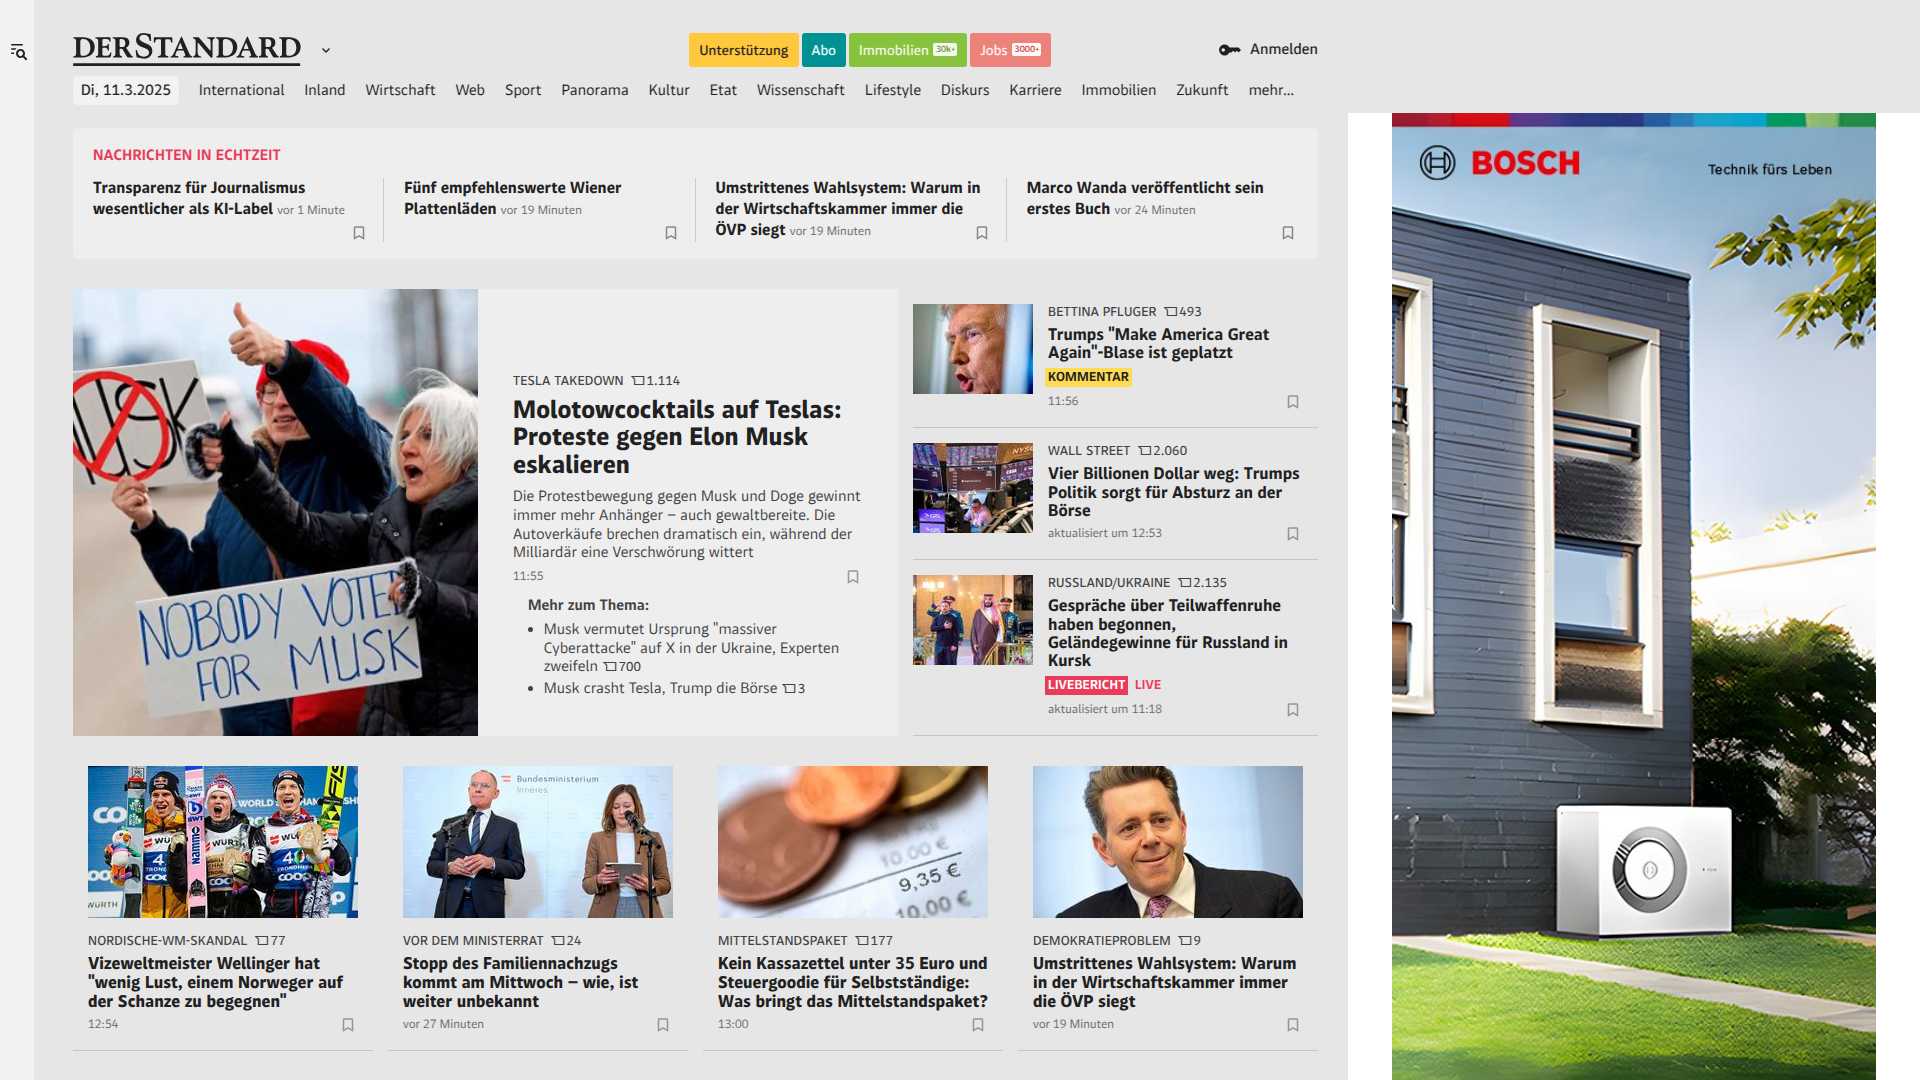 DERSTANDARD
Unterstützung
Abo
Immobilien 30k+
Jobs 3000+
Anmelden
Di, 11.3.2025
International
Inland
Wirtschaft
Web
Sport
Panorama
Kultur
Etat
Wissenschaft
Lifestyle
Diskurs
Karriere
Immobilien
Zukunft
mehr...
NACHRICHTEN IN ECHTZEIT
Transparenz für Journalismus
wesentlicher als KI-Label vor 1 Minute
Fünf empfehlenswerte Wiener
Plattenläden vor 19 Minuten
Umstrittenes Wahlsystem: Warum in
der Wirtschaftskammer immer die
ÖVP siegt vor 19 Minuten
Marco Wanda veröffentlicht sein
erstes Buch vor 24 Minuten
MUSK
NOBODY VOTED
FOR MUSK
TESLA TAKEDOWN 1.114
Molotowcocktails auf Teslas:
Proteste gegen Elon Musk
eskalieren
Die Protestbewegung gegen Musk und Doge gewinnt
immer mehr Anhänger – auch gewaltbereite. Die
Autoverkäufe brechen dramatisch ein, während der
Milliardär eine Verschwörung wittert
11:55
Mehr zum Thema:
• Musk vermutet Ursprung "massiver
Cyberattacke" auf X in der Ukraine, Experten
zweifeln 700
• Musk crasht Tesla, Trump die Börse 3
BETTINA PFLUGER 493
Trumps "Make America Great
Again"-Blase ist geplatzt
KOMMENTAR
11:56
WALL STREET 2.060
Vier Billionen Dollar weg: Trumps
Politik sorgt für Absturz an der
Börse
aktualisiert um 12:53
RUSSLAND/UKRAINE 2.135
Gespräche über Teilwaffenruhe
haben begonnen,
Geländegewinne für Russland in
Kursk
LIVEBERICHT LIVE
aktualisiert um 11:18
NORDISCHE-WM-SKANDAL 77
Vizeweltmeister Wellinger hat
"wenig Lust, einem Norweger auf
der Schanze zu begegnen"
12:54
Bundesministerium
Inneres
VOR DEM MINISTERRAT 24
Stopp des Familiennachzugs
kommt am Mittwoch – wie, ist
weiter unbekannt
vor 27 Minuten
10.00 €
9,35 €
10.00 €
MITTELSTANDSPAKET 177
Kein Kassazettel unter 35 Euro und
Steuergoodie für Selbstständige:
Was bringt das Mittelstandspaket?
13:00
DEMOKRATIEPROBLEM 9
Umstrittenes Wahlsystem: Warum
in der Wirtschaftskammer immer
die ÖVP siegt
vor 19 Minuten
BOSCH
Technik fürs Leben